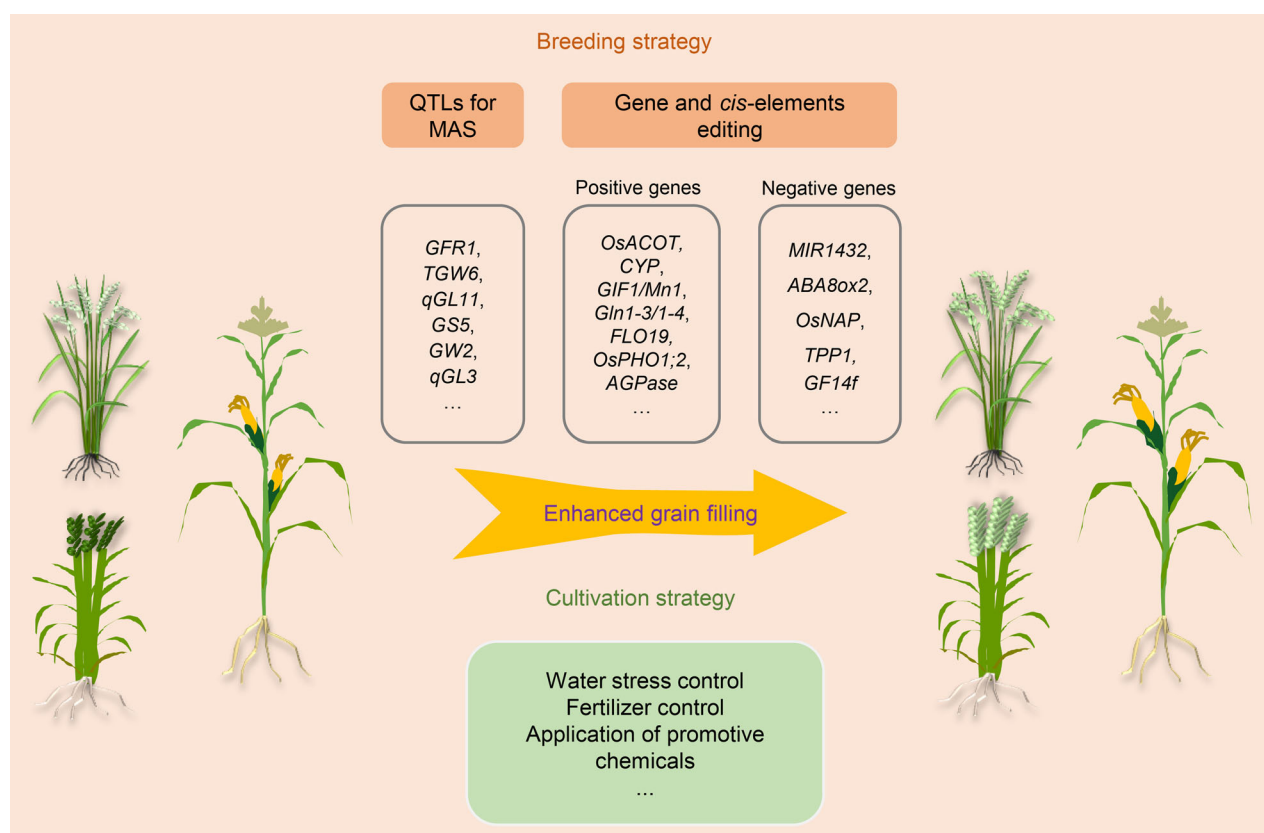 Breeding strategy
QTLs for
MAS
Gene and cis-elements
editing
Positive genes
Negative genes
GFR1,
TGW6,
qGL11,
GS5,
GW2,
qGL3
...
OsACOT,
CYP,
GIF1/Mn1,
Gln1-3/1-4,
FLO19,
OsPHO1;2,
AGPase
...
MIR1432,
ABA8ox2,
OsNAP,
TPP1,
GF14f
...
Enhanced grain filling
Cultivation strategy
Water stress control
Fertilizer control
Application of promotive
chemicals
...